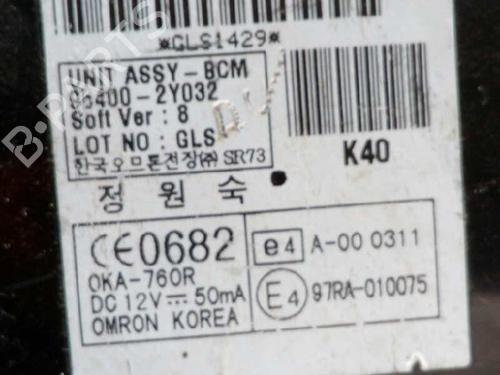 *GLS1429*
UNIT ASSY-BCM
95400-2Y032
Soft Ver : 8
LOT NO : GLS
한국오므론전장㈜ SR73
K40
정 원 숙
CE0682
OKA-760R
DC 12V ⎓ 50mA
OMRON KOREA
e4 A-00 0311
E4 97RA-010075
B-PARTS